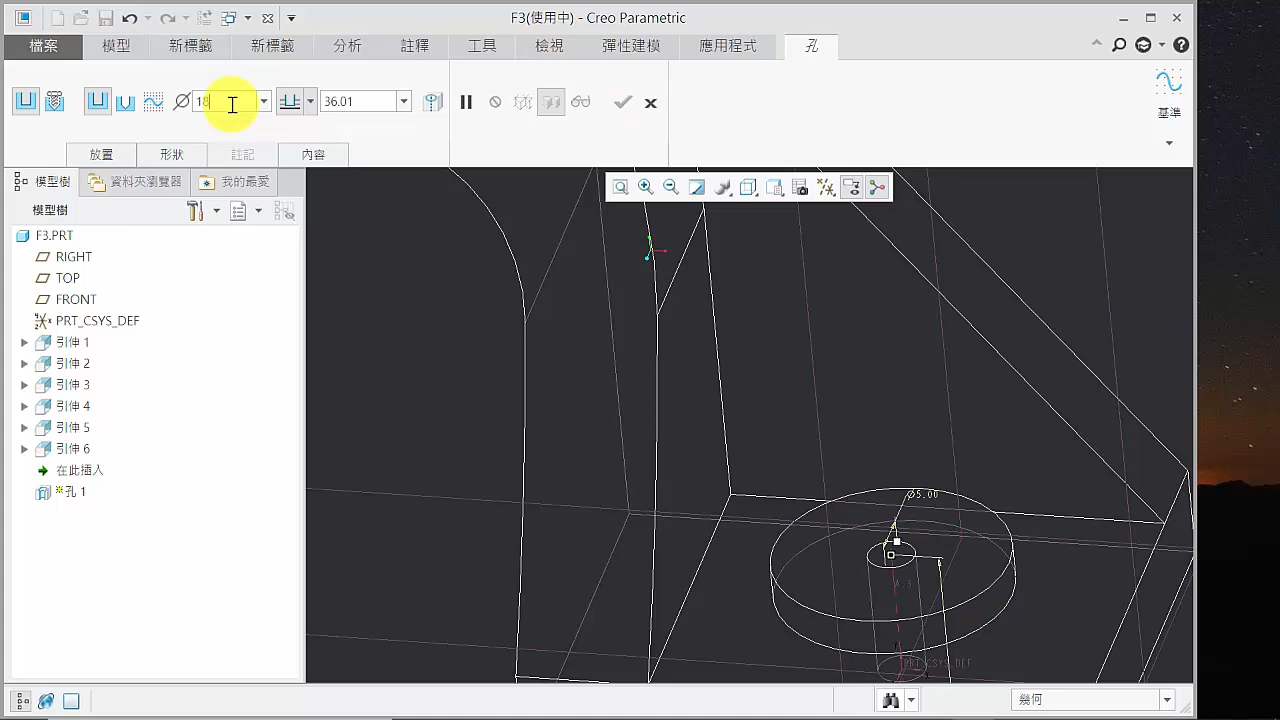 F3(使用中) - Creo Parametric
檔案 模型 新標籤 新標籤 分析 註釋 工具 檢視 彈性建模 應用程式 孔
18 36.01
基準
放置 形狀 註記 內容
模型樹 資料夾瀏覽器 我的最愛
模型樹
F3.PRT
RIGHT
TOP
FRONT
PRT_CSYS_DEF
引伸 1
引伸 2
引伸 3
引伸 4
引伸 5
引伸 6
在此插入
孔 1
Ø5.00
PRT_CSYS_DEF
幾何